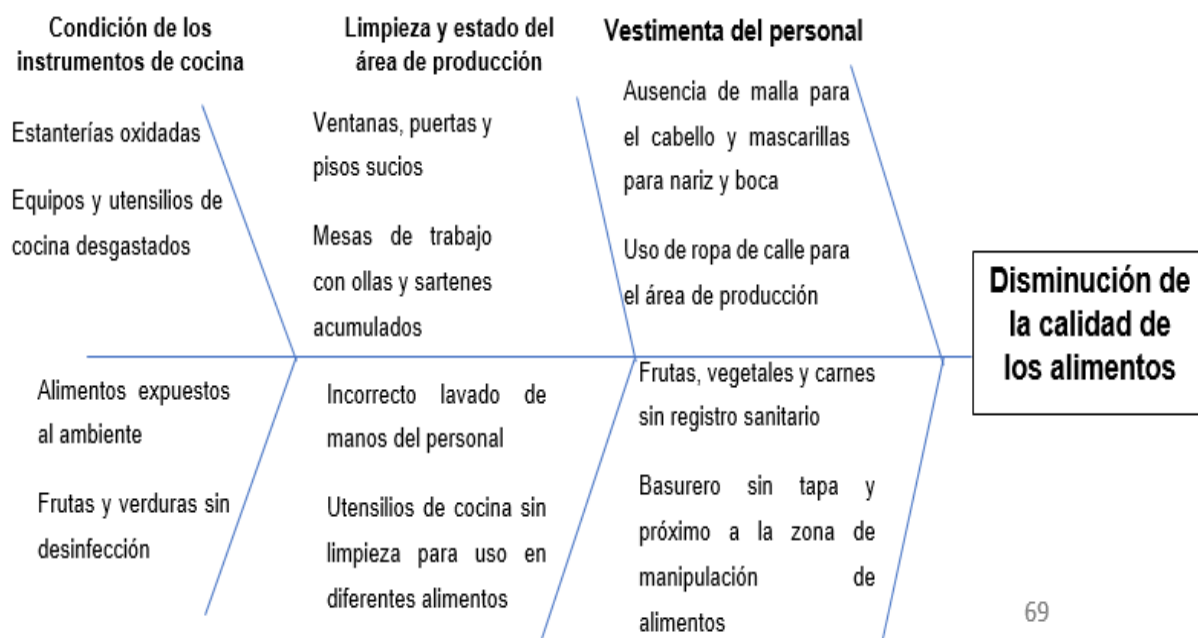 Condición de los
instrumentos de cocina
Estanterías oxidadas
Equipos y utensilios de
cocina desgastados
Limpieza y estado del
área de producción
Ventanas, puertas y
pisos sucios
Mesas de trabajo
con ollas y sartenes
acumulados
Vestimenta del personal
Ausencia de malla para
el cabello y mascarillas
para nariz y boca
Uso de ropa de calle para
el área de producción
Disminución de
la calidad de
los alimentos
Alimentos expuestos
al ambiente
Frutas y verduras sin
desinfección
Incorrecto lavado de
manos del personal
Utensilios de cocina sin
limpieza para uso en
diferentes alimentos
Frutas, vegetales y carnes
sin registro sanitario
Basurero sin tapa y
próximo a la zona de
manipulación de
alimentos
69